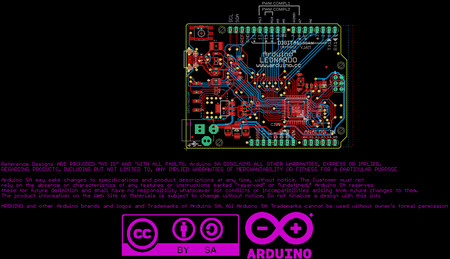 PWM COMPL2
PWM COMPL1
SCL
SDA
DIGITAL
Arduino
LEONARDO
www.arduino.cc
ANALOG IN
Reference Designs ARE PROVIDED "AS IS" AND "WITH ALL FAULTS. Arduino SA DISCLAIMS ALL OTHER WARRANTIES, EXPRESS OR IMPLIED,
REGARDING PRODUCTS, INCLUDING BUT NOT LIMITED TO, ANY IMPLIED WARRANTIES OF MERCHANTABILITY OR FITNESS FOR A PARTICULAR PURPOSE
Arduino SA may make changes to specifications and product descriptions at any time, without notice. The Customer must not
rely on the absence or characteristics of any features or instructions marked "reserved" or "undefined." Arduino SA reserves
these for future definition and shall have no responsibility whatsoever for conflicts or incompatibilities arising from future changes to them.
The product information on the Web Site or Materials is subject to change without notice. Do not finalize a design with this info
ARDUINO and other Arduino brands and logos and Trademarks of Arduino SA. All Arduino SA Trademarks cannot be used without owner's formal permission
CC
BY SA
ARDUINO